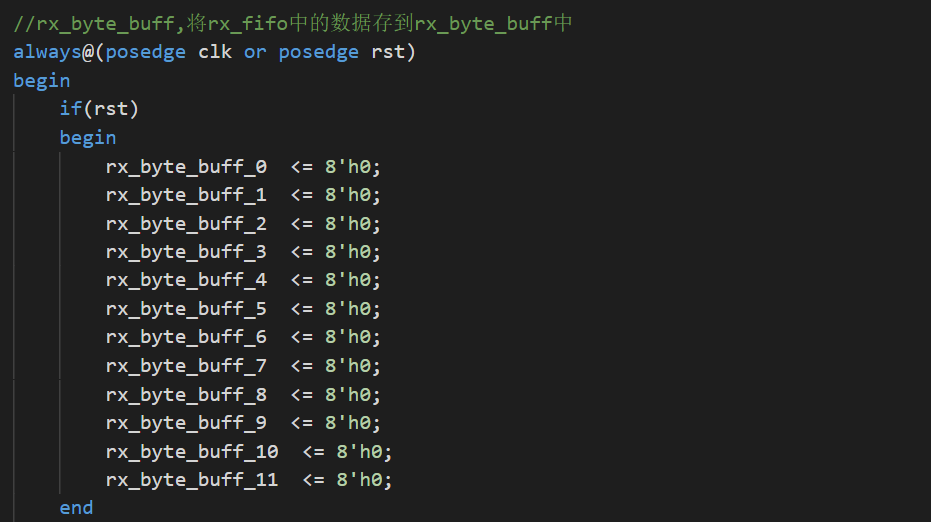 //rx_byte_buff,将rx_fifo中的数据存到rx_byte_buff中
always@(posedge clk or posedge rst)
begin
    if(rst)
    begin
        rx_byte_buff_0  <= 8'h0;
        rx_byte_buff_1  <= 8'h0;
        rx_byte_buff_2  <= 8'h0;
        rx_byte_buff_3  <= 8'h0;
        rx_byte_buff_4  <= 8'h0;
        rx_byte_buff_5  <= 8'h0;
        rx_byte_buff_6  <= 8'h0;
        rx_byte_buff_7  <= 8'h0;
        rx_byte_buff_8  <= 8'h0;
        rx_byte_buff_9  <= 8'h0;
        rx_byte_buff_10  <= 8'h0;
        rx_byte_buff_11  <= 8'h0;
    end